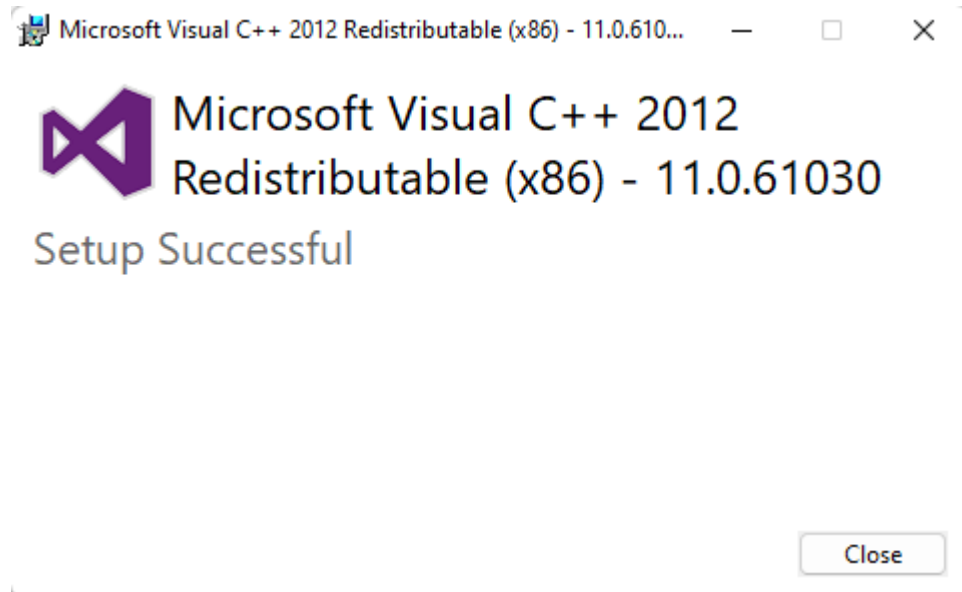 Microsoft Visual C++ 2012 Redistributable (x86) - 11.0.610...
Microsoft Visual C++ 2012
Redistributable (x86) - 11.0.61030
Setup Successful
Close